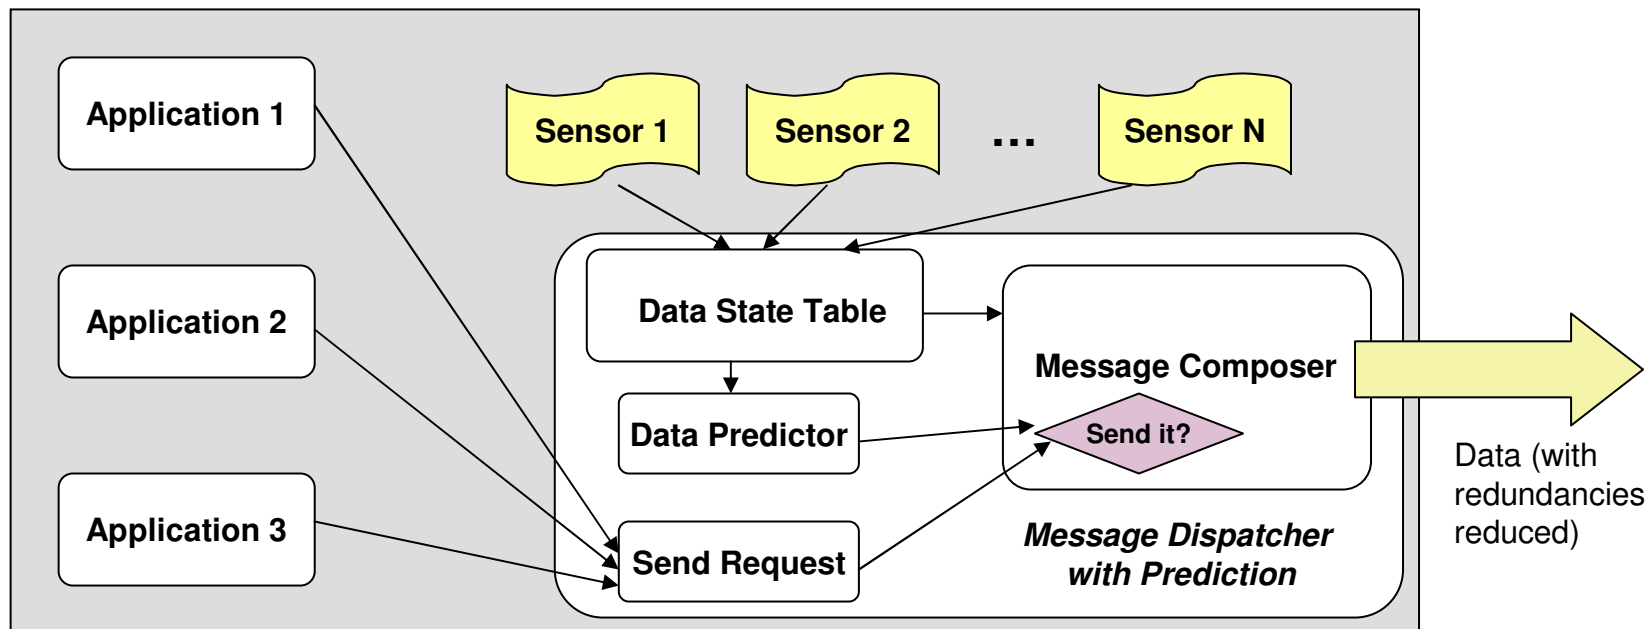 Application 1
Sensor 1
Sensor 2
...
Sensor N
Application 2
Data State Table
Message Composer
Data Predictor
Send it?
Data (with
redundancies
reduced)
Application 3
Send Request
Message Dispatcher
with Prediction